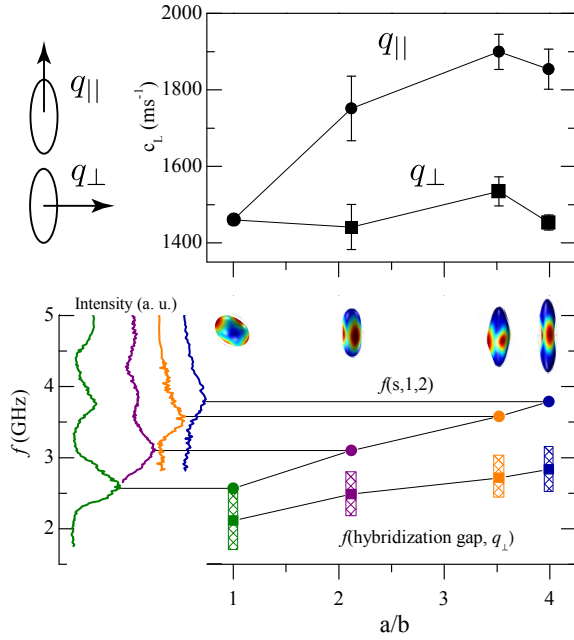 q||
q⊥
2000
1800
1600
1400
c_L (ms⁻¹)
q||
q⊥
Intensity (a. u.)
5
4
3
2
f (GHz)
f(s,1,2)
f(hybridization gap, q⊥)
1
2
3
4
a/b